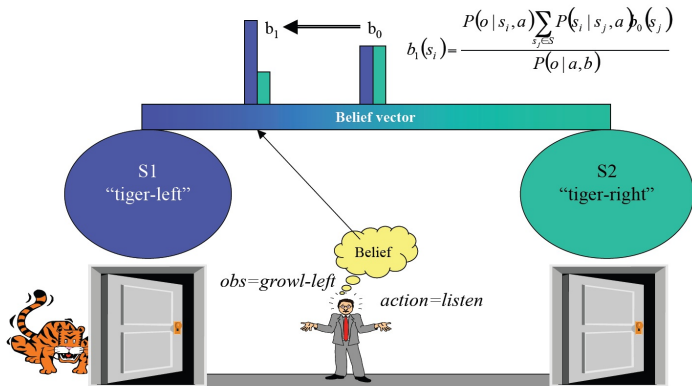 b₁ b₀
b₁(sᵢ) = P(o | sᵢ, a) ∑_{sⱼ∈S} P(sᵢ | sⱼ, a) b₀(sⱼ) / P(o | a, b)
Belief vector
S1
“tiger-left”
S2
“tiger-right”
Belief
obs=growl-left
action=listen